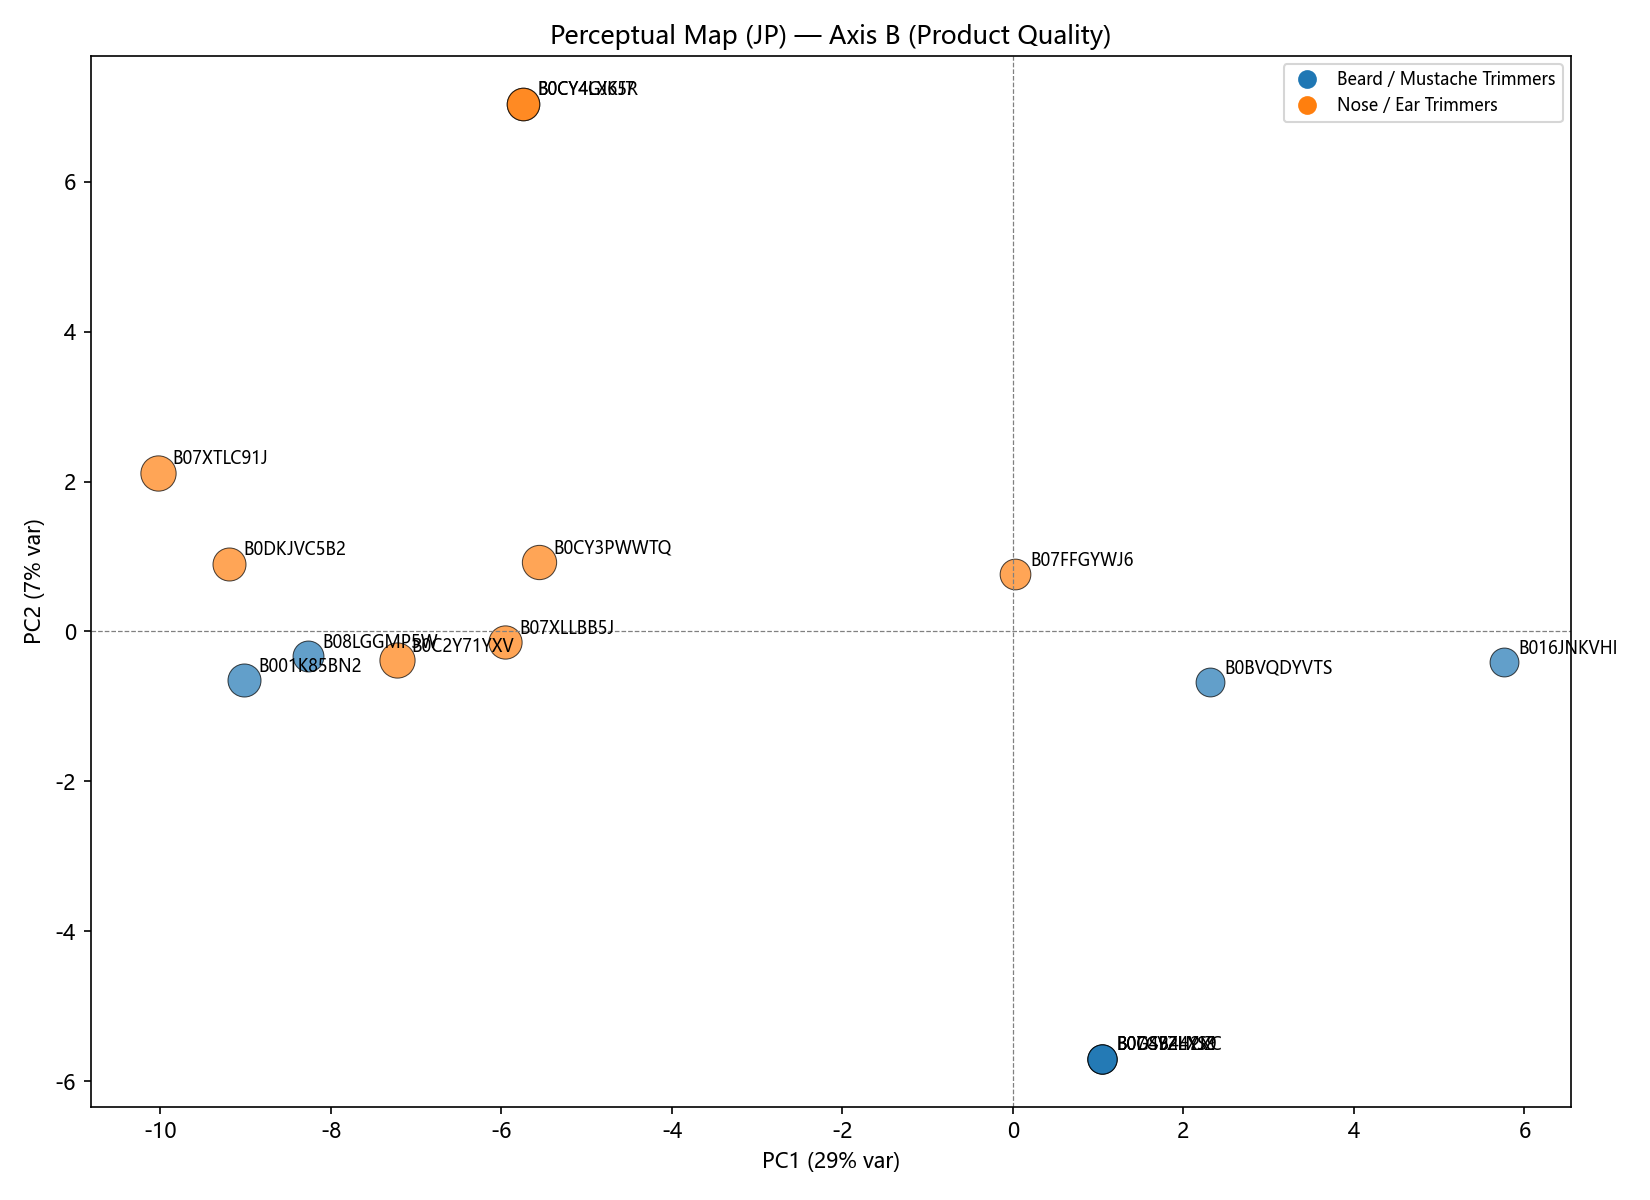 Perceptual Map (JP) — Axis B (Product Quality)
Beard / Mustache Trimmers
Nose / Ear Trimmers
B07XTLC91J
B0DKJVC5B2
B0CY3PWWTQ
B07FFGYWJ6
B07XLLBB5J
B08LGGMP5W
B0C2Y71YXV
B001K85BN2
B016JNKVHI
B0BVQDYVTS
6
4
2
0
-2
-4
-6
PC2 (7% var)
-10
-8
-6
-4
-2
0
2
4
6
PC1 (29% var)